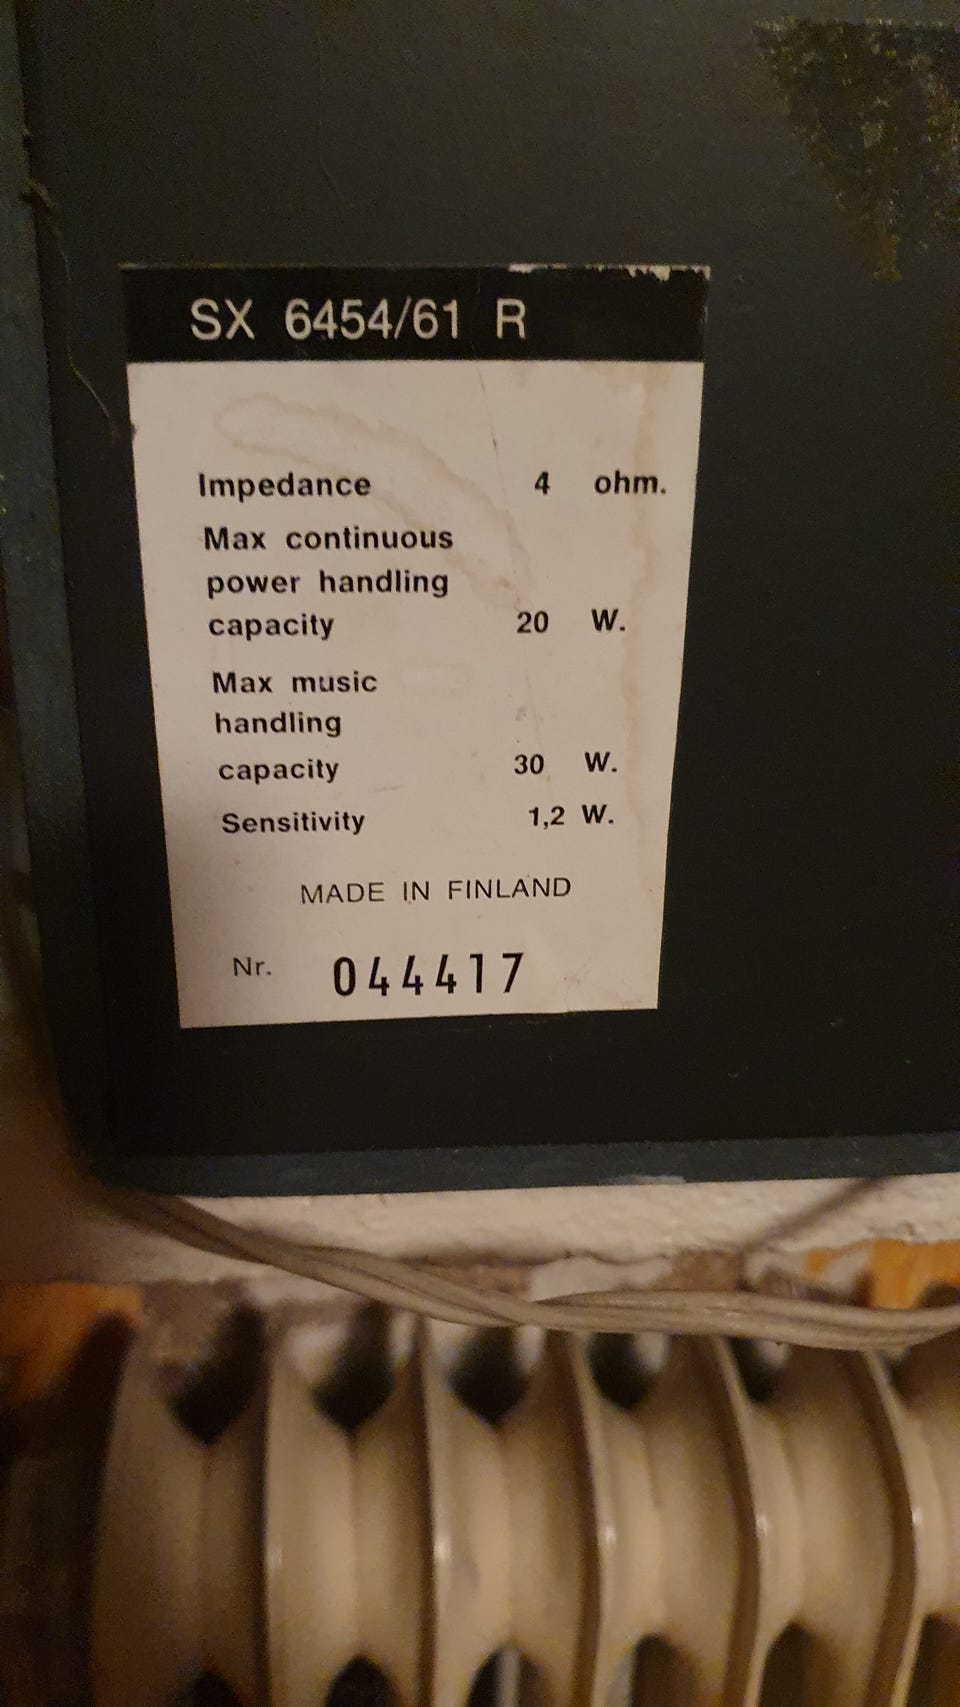 SX 6454/61 R
Impedance 4 ohm.
Max continuous
power handling
capacity 20 W.
Max music
handling
capacity 30 W.
Sensitivity 1,2 W.
MADE IN FINLAND
Nr. 044417